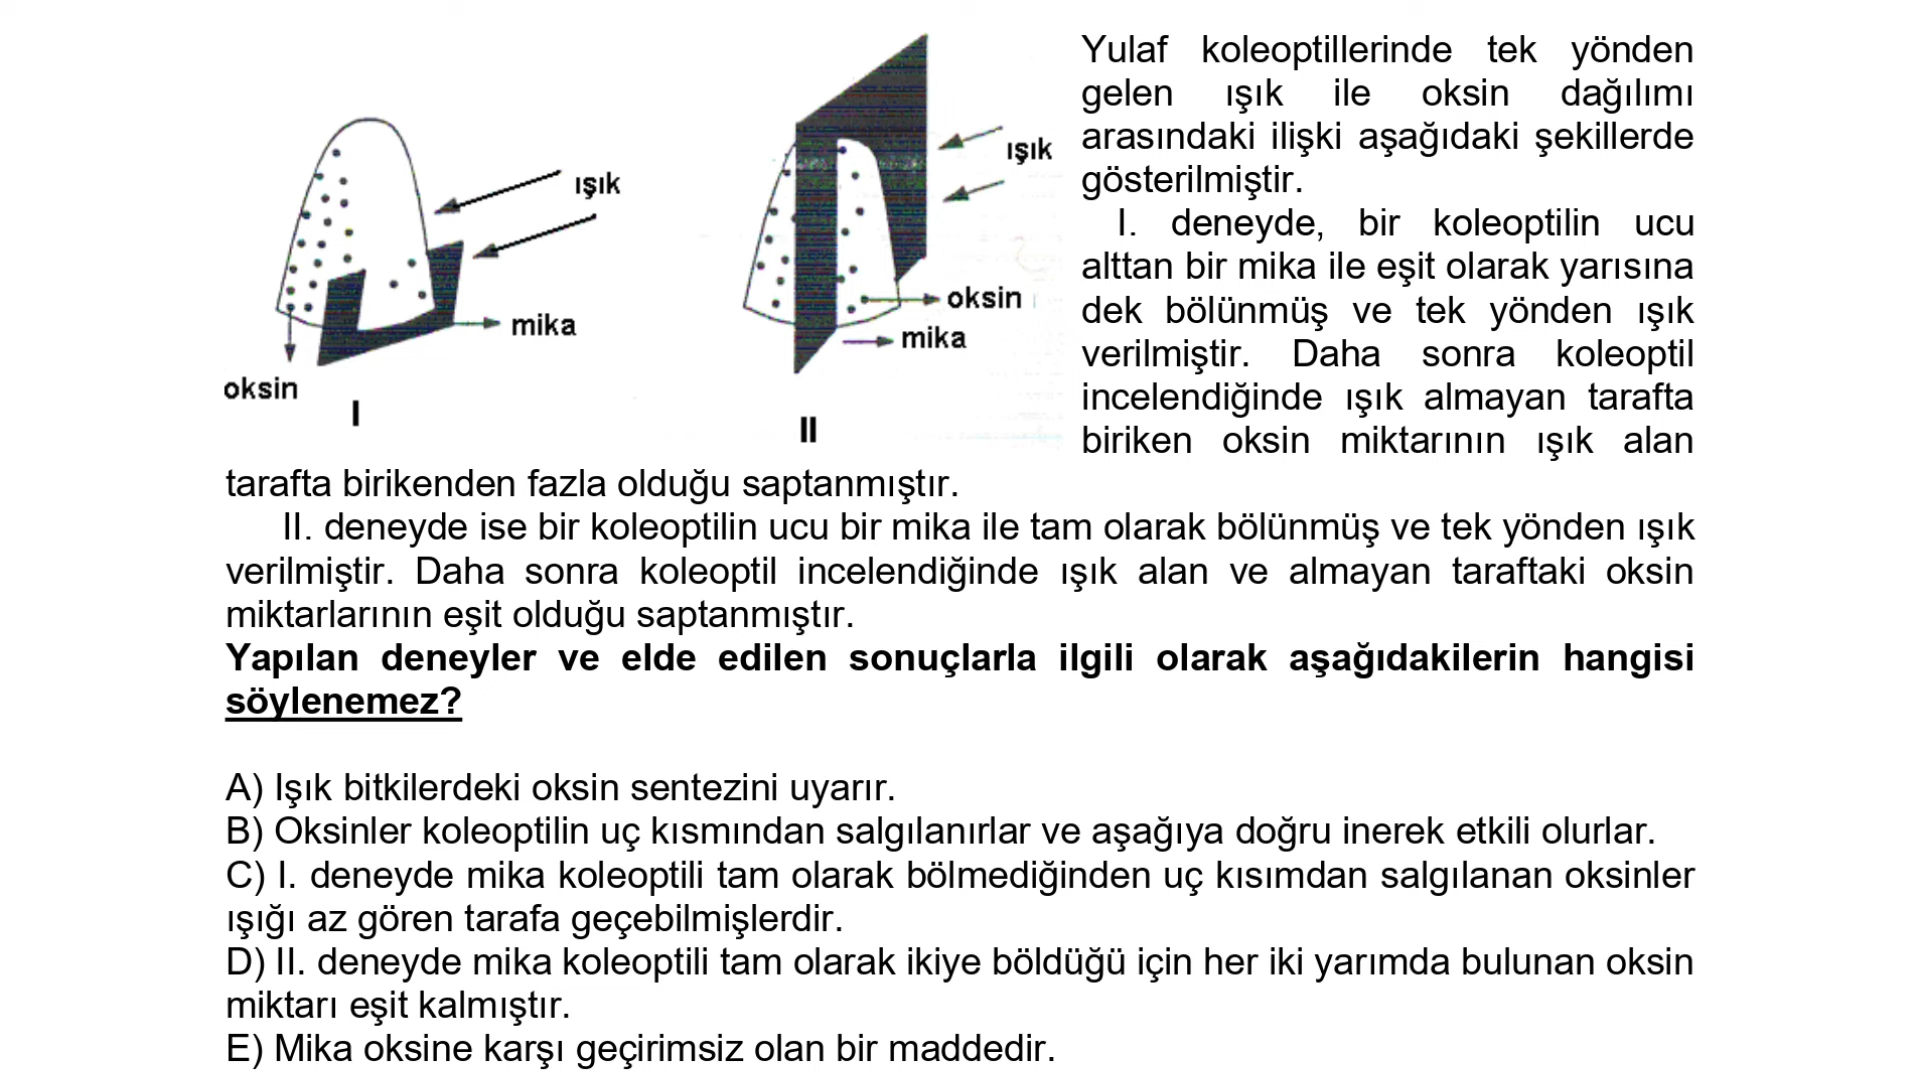 ışık
mika
oksin
I
ışık
oksin
mika
II
Yulaf koleoptillerinde tek yönden
gelen ışık ile oksin dağılımı
arasındaki ilişki aşağıdaki şekillerde
gösterilmiştir.
I. deneyde, bir koleoptilin ucu
alttan bir mika ile eşit olarak yarısına
dek bölünmüş ve tek yönden ışık
verilmiştir. Daha sonra koleoptil
incelendiğinde ışık almayan tarafta
biriken oksin miktarının ışık alan
tarafta birikenden fazla olduğu saptanmıştır.
II. deneyde ise bir koleoptilin ucu bir mika ile tam olarak bölünmüş ve tek yönden ışık
verilmiştir. Daha sonra koleoptil incelendiğinde ışık alan ve almayan taraftaki oksin
miktarlarının eşit olduğu saptanmıştır.
Yapılan deneyler ve elde edilen sonuçlarla ilgili olarak aşağıdakilerin hangisi
söylenemez?
A) Işık bitkilerdeki oksin sentezini uyarır.
B) Oksinler koleoptilin uç kısmından salgılanırlar ve aşağıya doğru inerek etkili olurlar.
C) I. deneyde mika koleoptili tam olarak bölmediğinden uç kısımdan salgılanan oksinler
ışığı az gören tarafa geçebilmişlerdir.
D) II. deneyde mika koleoptili tam olarak ikiye böldüğü için her iki yarımda bulunan oksin
miktarı eşit kalmıştır.
E) Mika oksine karşı geçirimsiz olan bir maddedir.